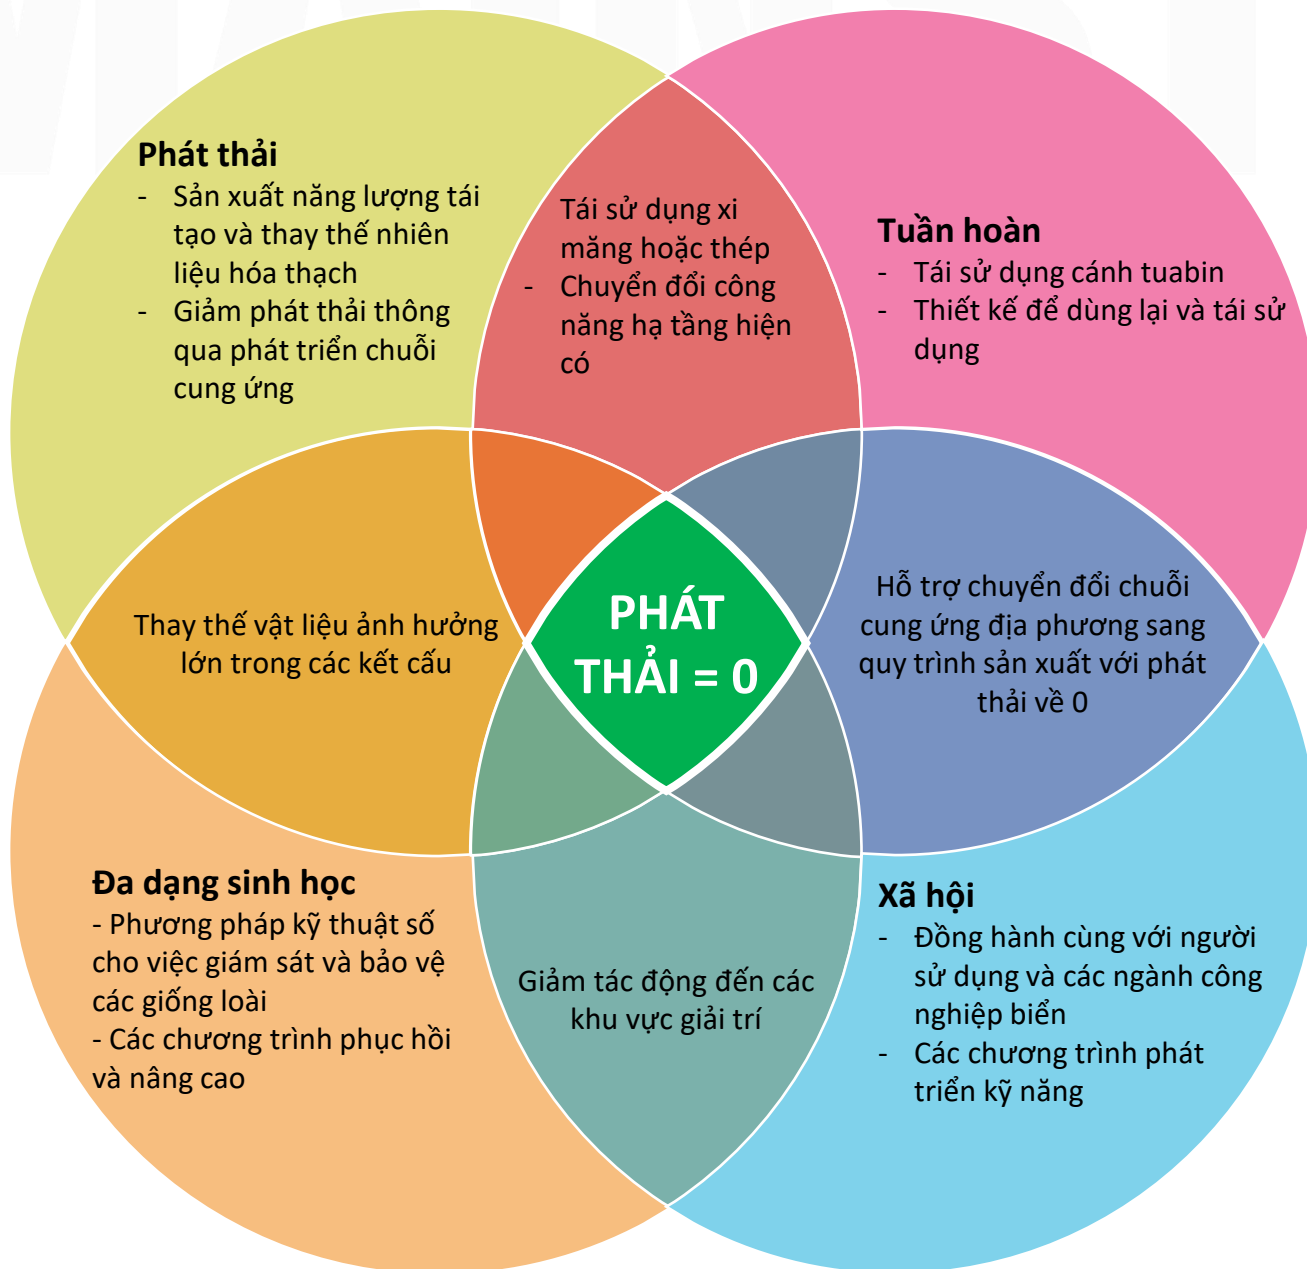 Phát thải
- Sản xuất năng lượng tái
tạo và thay thế nhiên
liệu hóa thạch
- Giảm phát thải thông
qua phát triển chuỗi
cung ứng
Tái sử dụng xi
măng hoặc thép
- Chuyển đổi công
năng hạ tầng hiện
có
Tuần hoàn
- Tái sử dụng cánh tuabin
- Thiết kế để dùng lại và tái sử
dụng
Thay thế vật liệu ảnh hưởng
lớn trong các kết cấu
PHÁT
THẢI = 0
Hỗ trợ chuyển đổi chuỗi
cung ứng địa phương sang
quy trình sản xuất với phát
thải về 0
Đa dạng sinh học
- Phương pháp kỹ thuật số
cho việc giám sát và bảo vệ
các giống loài
- Các chương trình phục hồi
và nâng cao
Giảm tác động đến các
khu vực giải trí
Xã hội
- Đồng hành cùng với người
sử dụng và các ngành công
nghiệp biển
- Các chương trình phát
triển kỹ năng